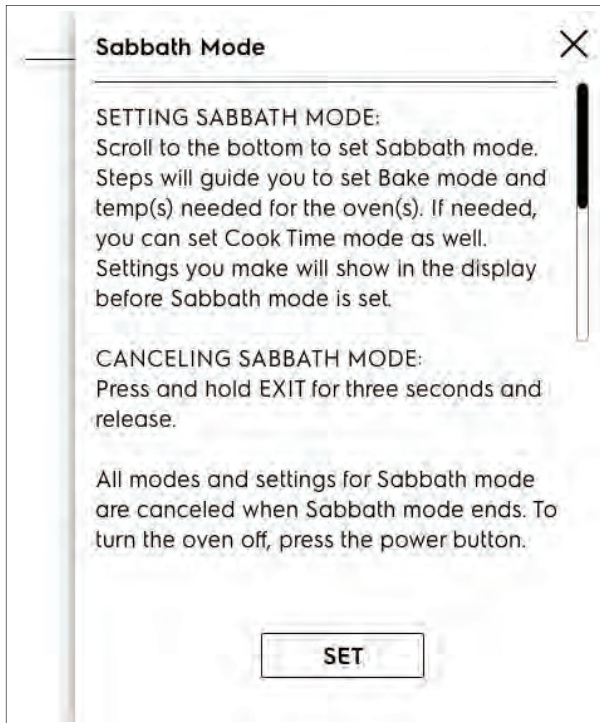 Sabbath Mode
SETTING SABBATH MODE:
Scroll to the bottom to set Sabbath mode.
Steps will guide you to set Bake mode and
temp(s) needed for the oven(s). If needed,
you can set Cook Time mode as well.
Settings you make will show in the display
before Sabbath mode is set.
CANCELING SABBATH MODE:
Press and hold EXIT for three seconds and
release.
All modes and settings for Sabbath mode
are canceled when Sabbath mode ends. To
turn the oven off, press the power button.
SET